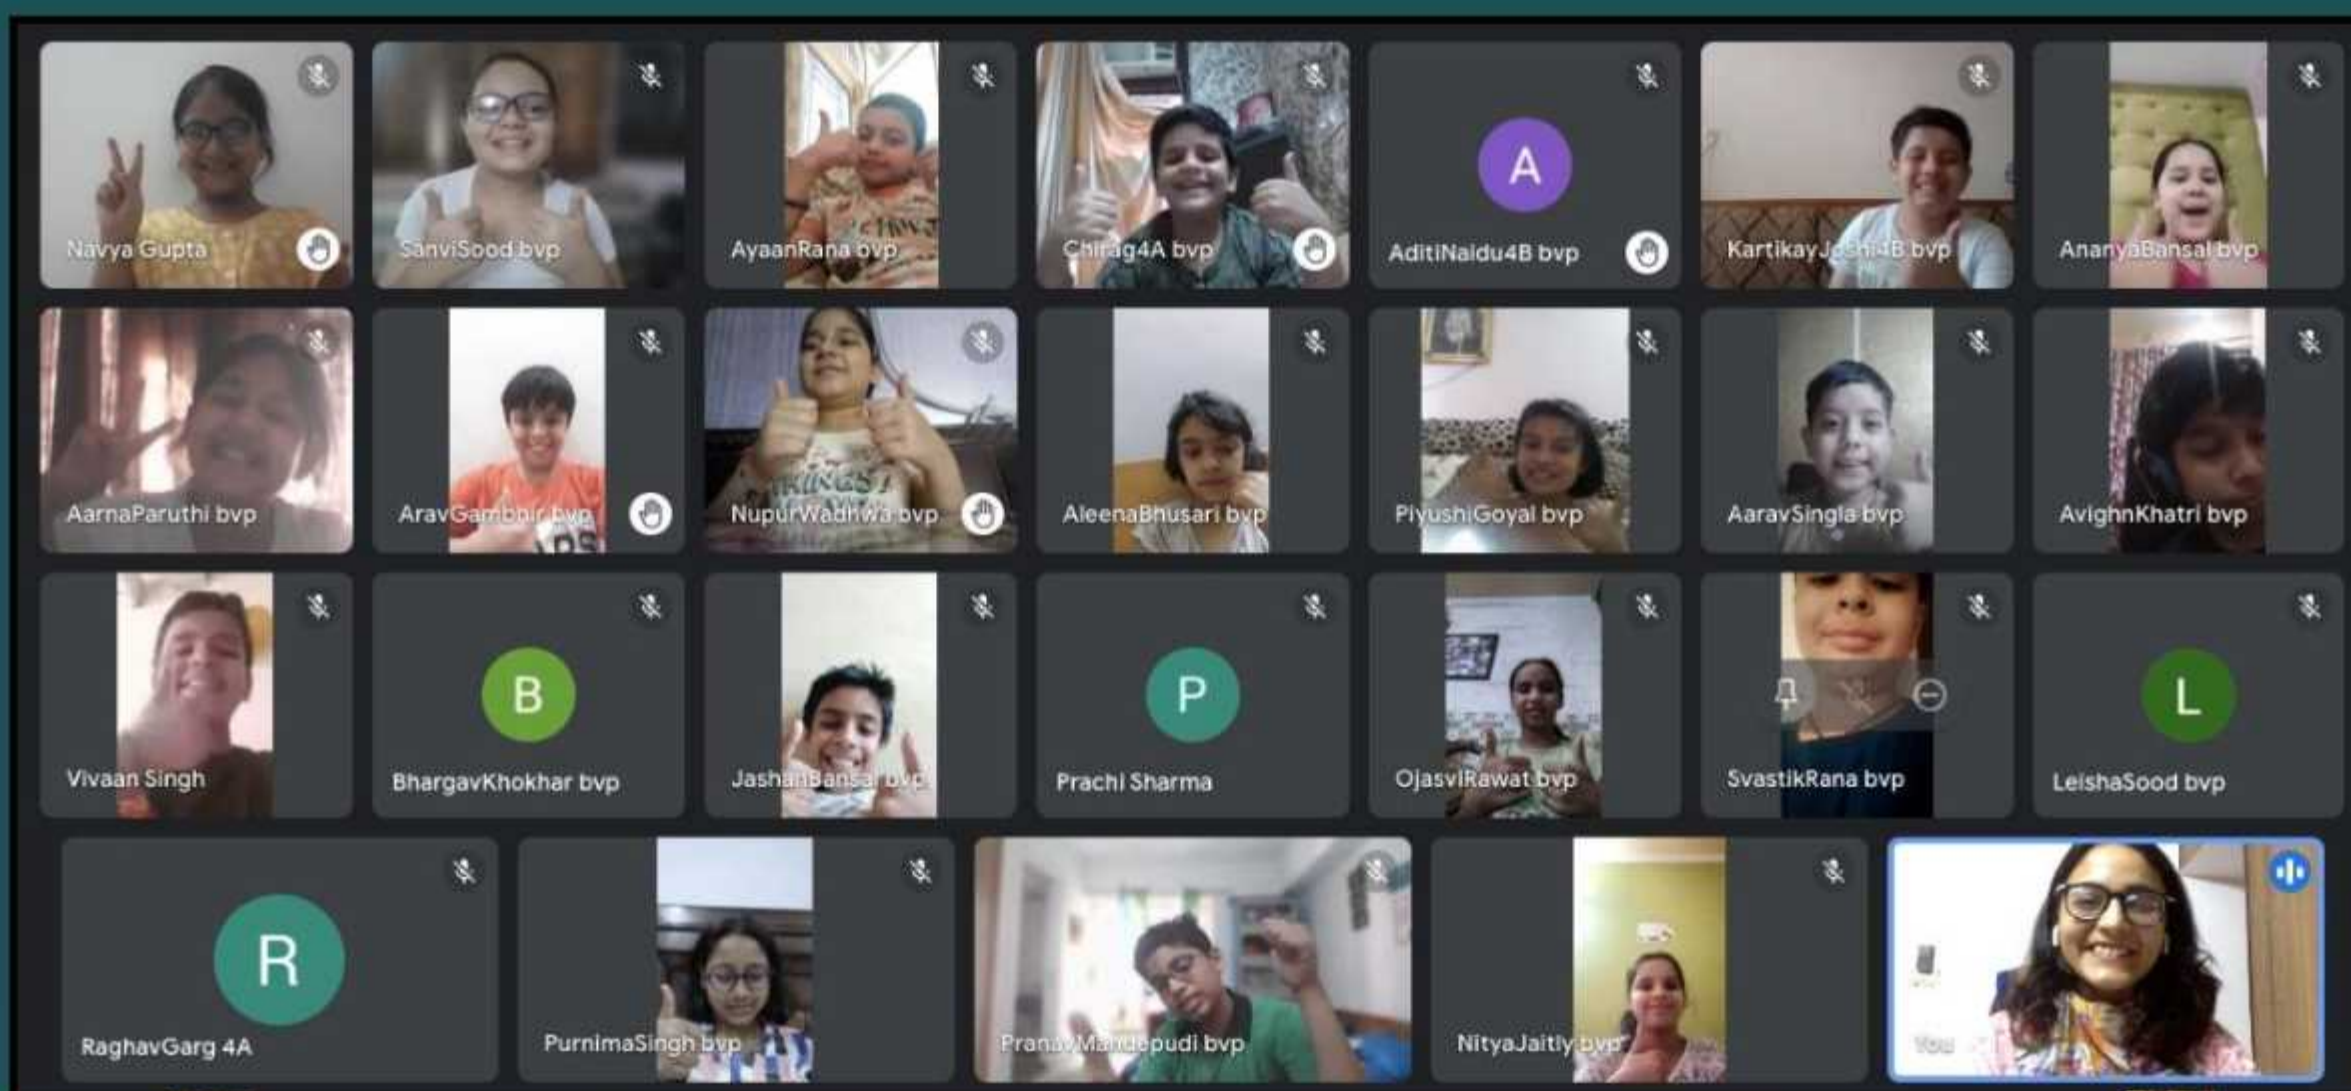 Navya Gupta
SanviSood bvp
AyaanRana bvp
Chirag4A bvp
A
AditiNaidu4B bvp
KartikayJoshi4B bvp
AnanyaBansal bvp
AarnaParuthi bvp
AravGambhir bvp
NupurWadhwa bvp
AleenaBhusari bvp
PiyushiGoyal bvp
AaravSingla bvp
AvighnKhatri bvp
Vivaan Singh
B
BhargavKhokhar bvp
JashanBansal bvp
P
Prachi Sharma
OjasviRawat bvp
SvastikRana bvp
L
LeishaSood bvp
R
RaghavGarg 4A
PurnimaSingh bvp
PranavMandepudi bvp
NityaJaitly bvp
You